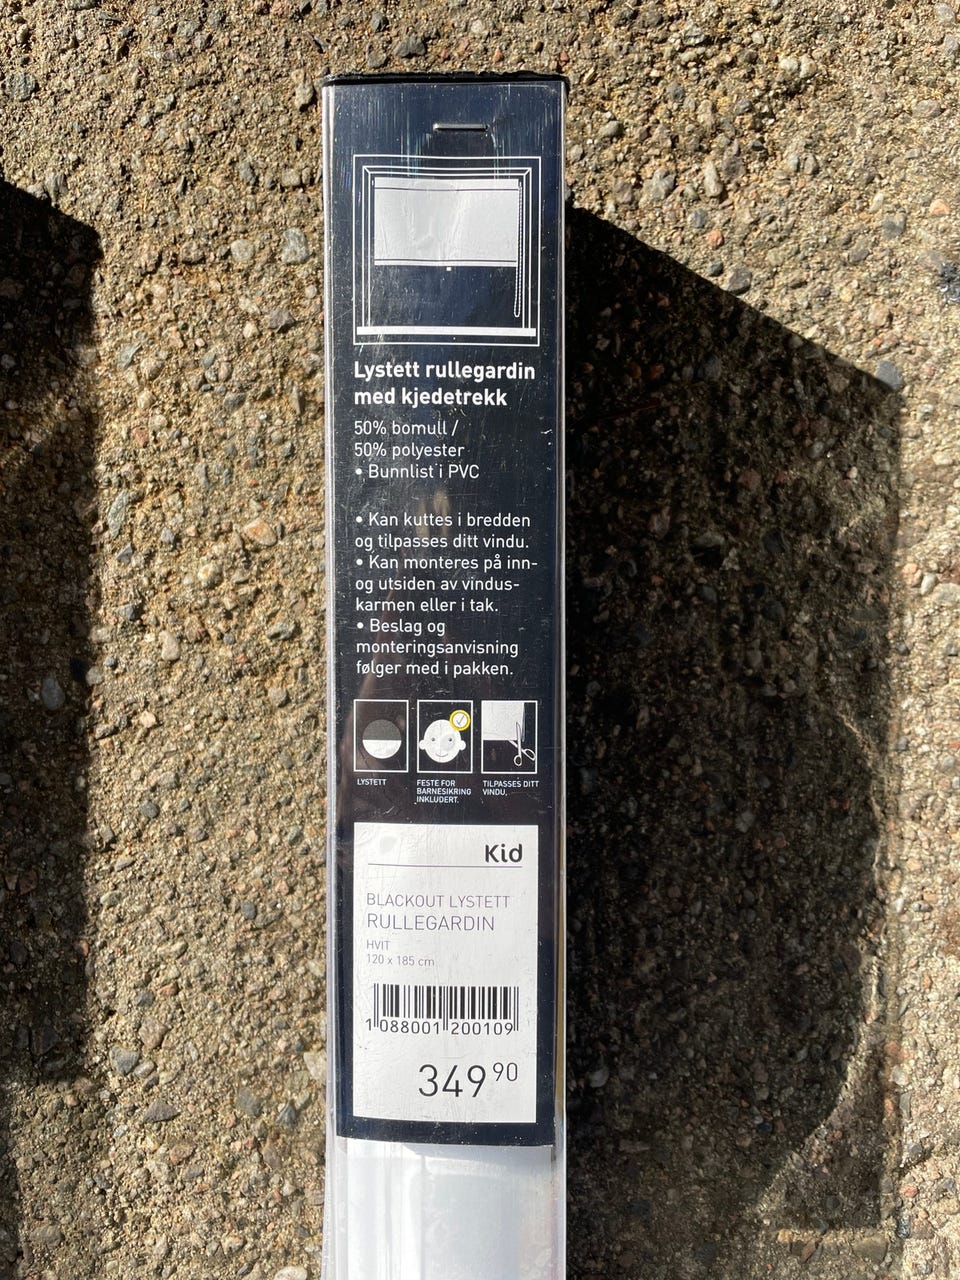 Lystett rullegardin
med kjedetrekk
50% bomull /
50% polyester
• Bunnlist i PVC
• Kan kuttes i bredden
og tilpasses ditt vindu.
• Kan monteres på inn-
og utsiden av vindus-
karmen eller i tak.
• Beslag og
monteringsanvisning
følger med i pakken.
LYSTETT
FESTE FOR
BARNESIKRING
INKLUDERT.
TILPASSES DITT
VINDU.
Kid
BLACKOUT LYSTETT
RULLEGARDIN
HVIT
120 x 185 cm
1 088001 200109
349 90